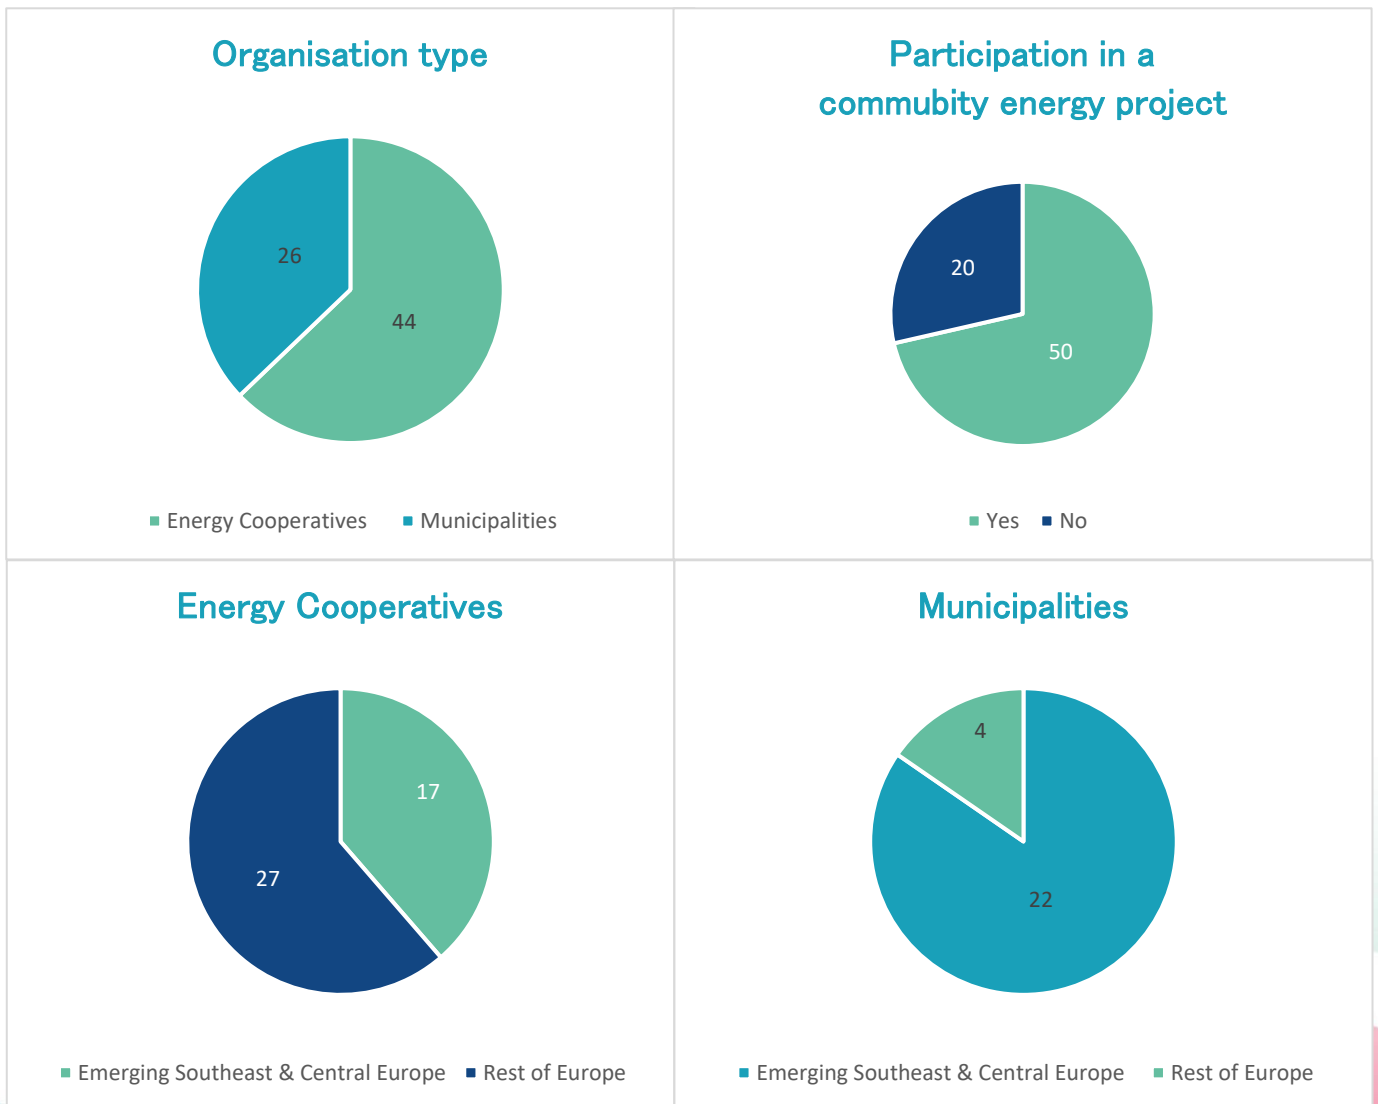 Organisation type
26
44
Energy Cooperatives Municipalities
Participation in a
commubity energy project
20
50
Yes No
Energy Cooperatives
17
27
Emerging Southeast & Central Europe Rest of Europe
Municipalities
4
22
Emerging Southeast & Central Europe Rest of Europe